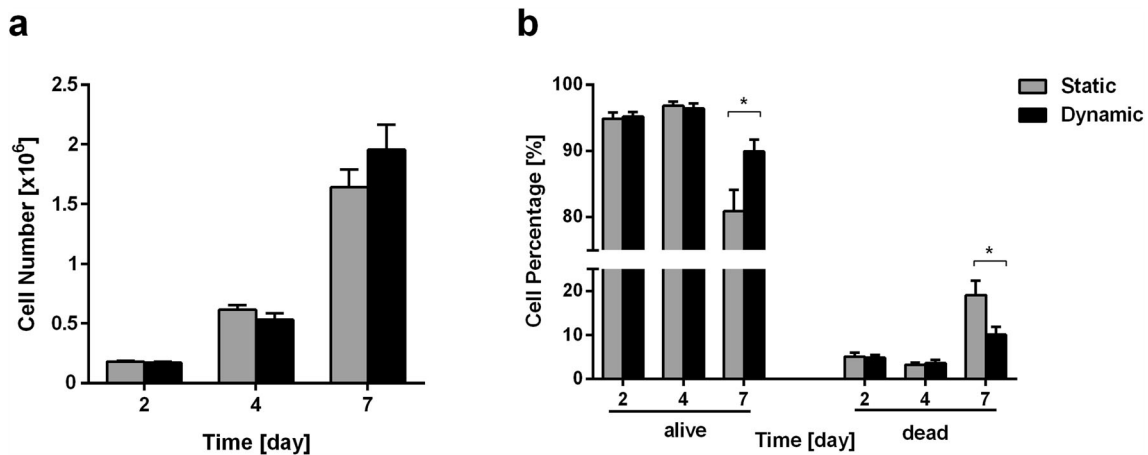 a
2.5
2
1.5
1
0.5
0
Cell Number [x10⁶]
2 4 7
Time [day]
b
100
90
80
20
10
0
Cell Percentage [%]
*
*
2 4 7 2 4 7
alive Time [day] dead
Static
Dynamic